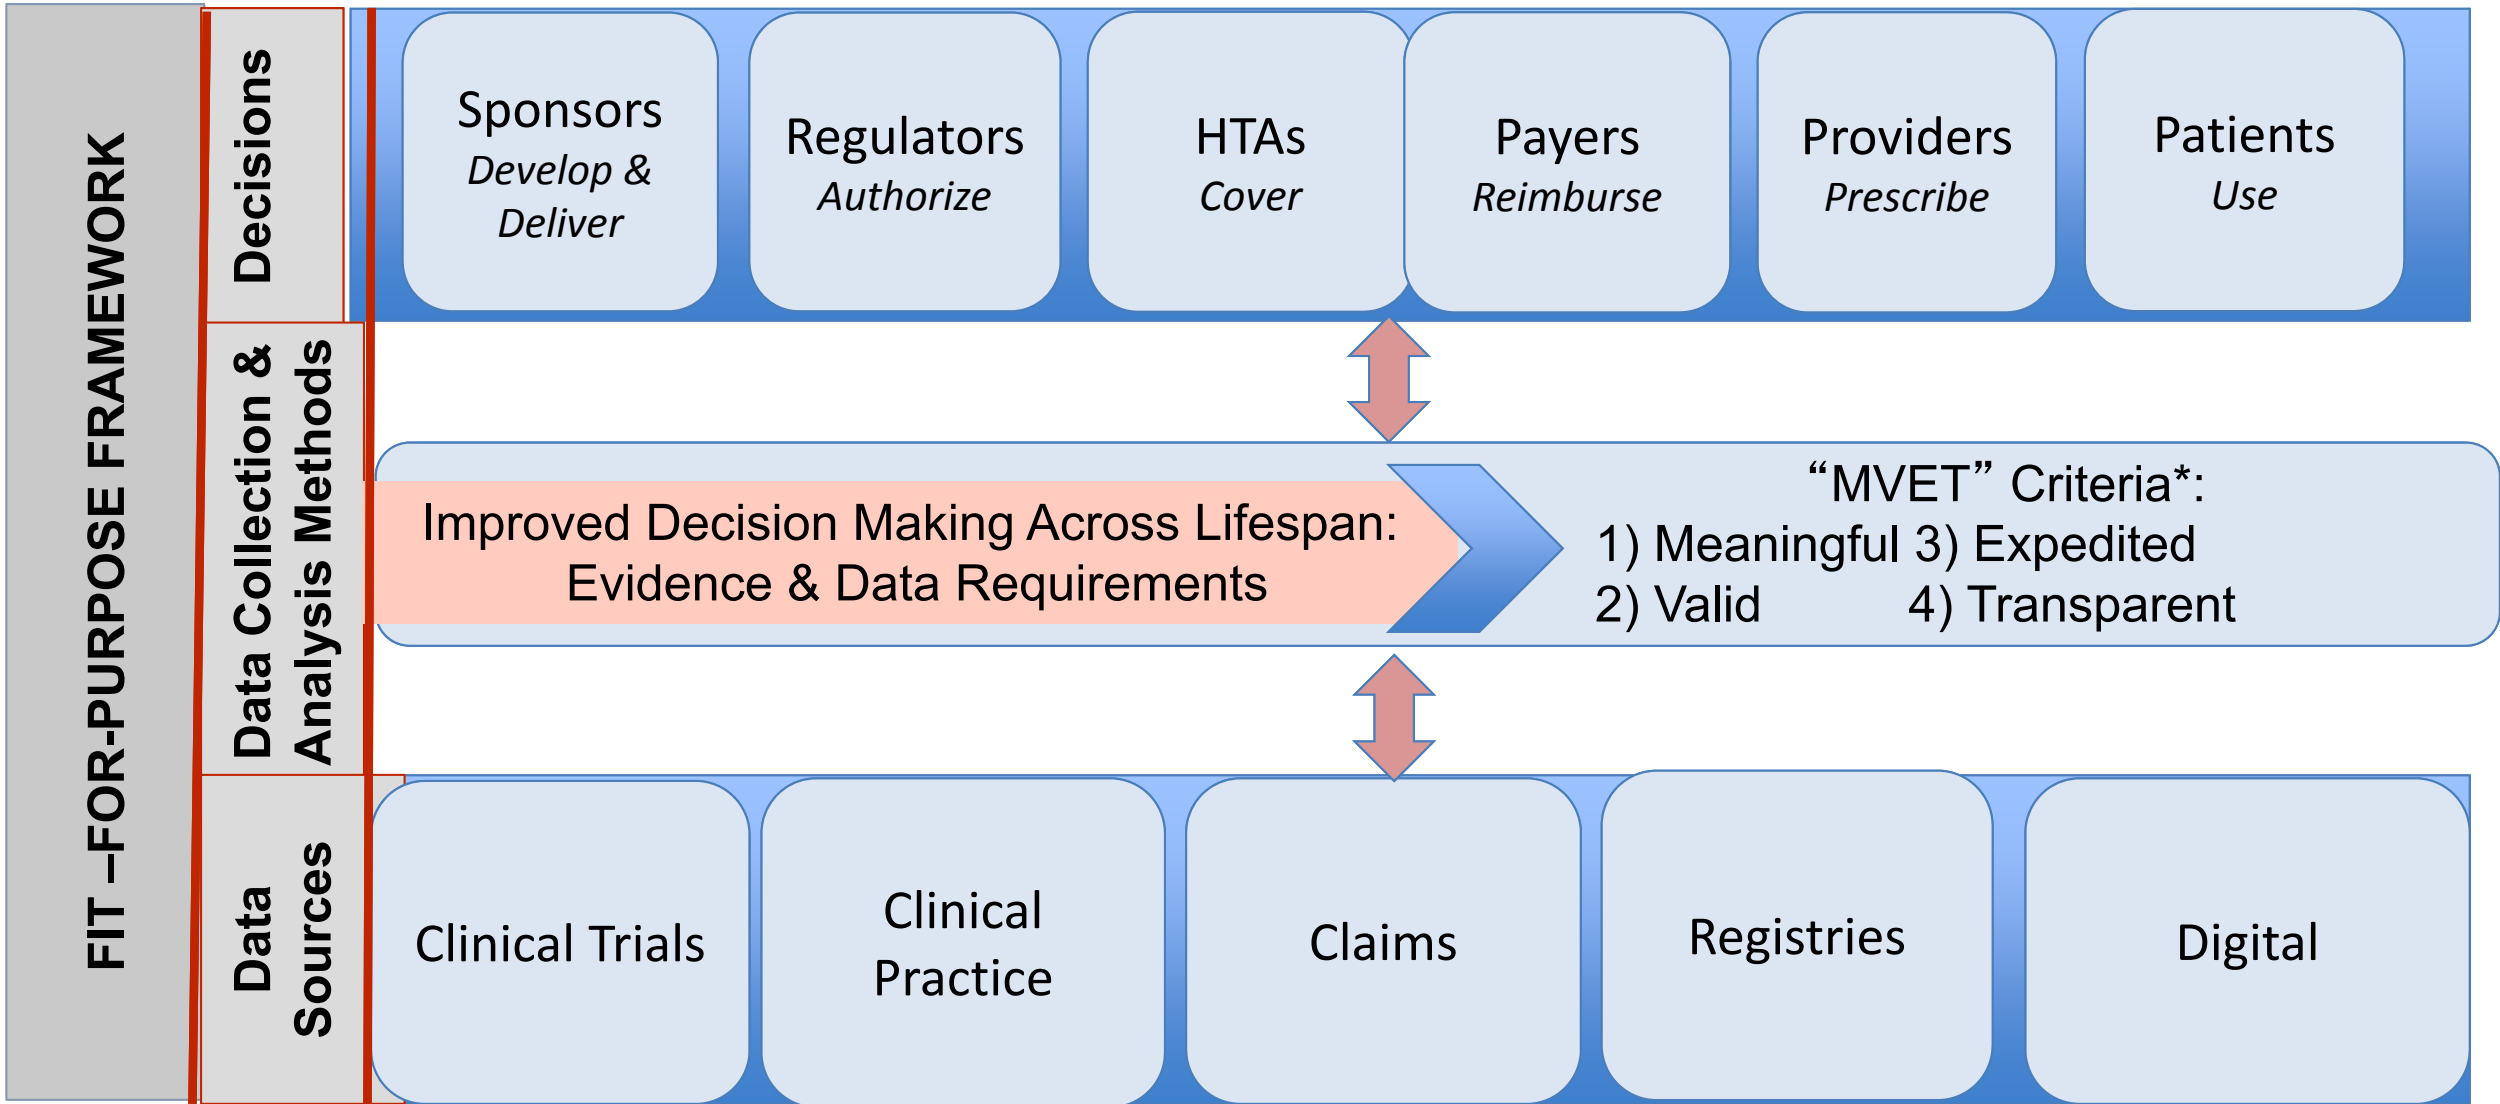 FIT –FOR-PURPOSE FRAMEWORK
Decisions
Sponsors
Develop &
Deliver
Regulators
Authorize
HTAs
Cover
Payers
Reimburse
Providers
Prescribe
Patients
Use
Data Collection &
Analysis Methods
Improved Decision Making Across Lifespan:
Evidence & Data Requirements
“MVET” Criteria*:
1) Meaningful 3) Expedited
2) Valid 4) Transparent
Data
Sources
Clinical Trials
Clinical
Practice
Claims
Registries
Digital